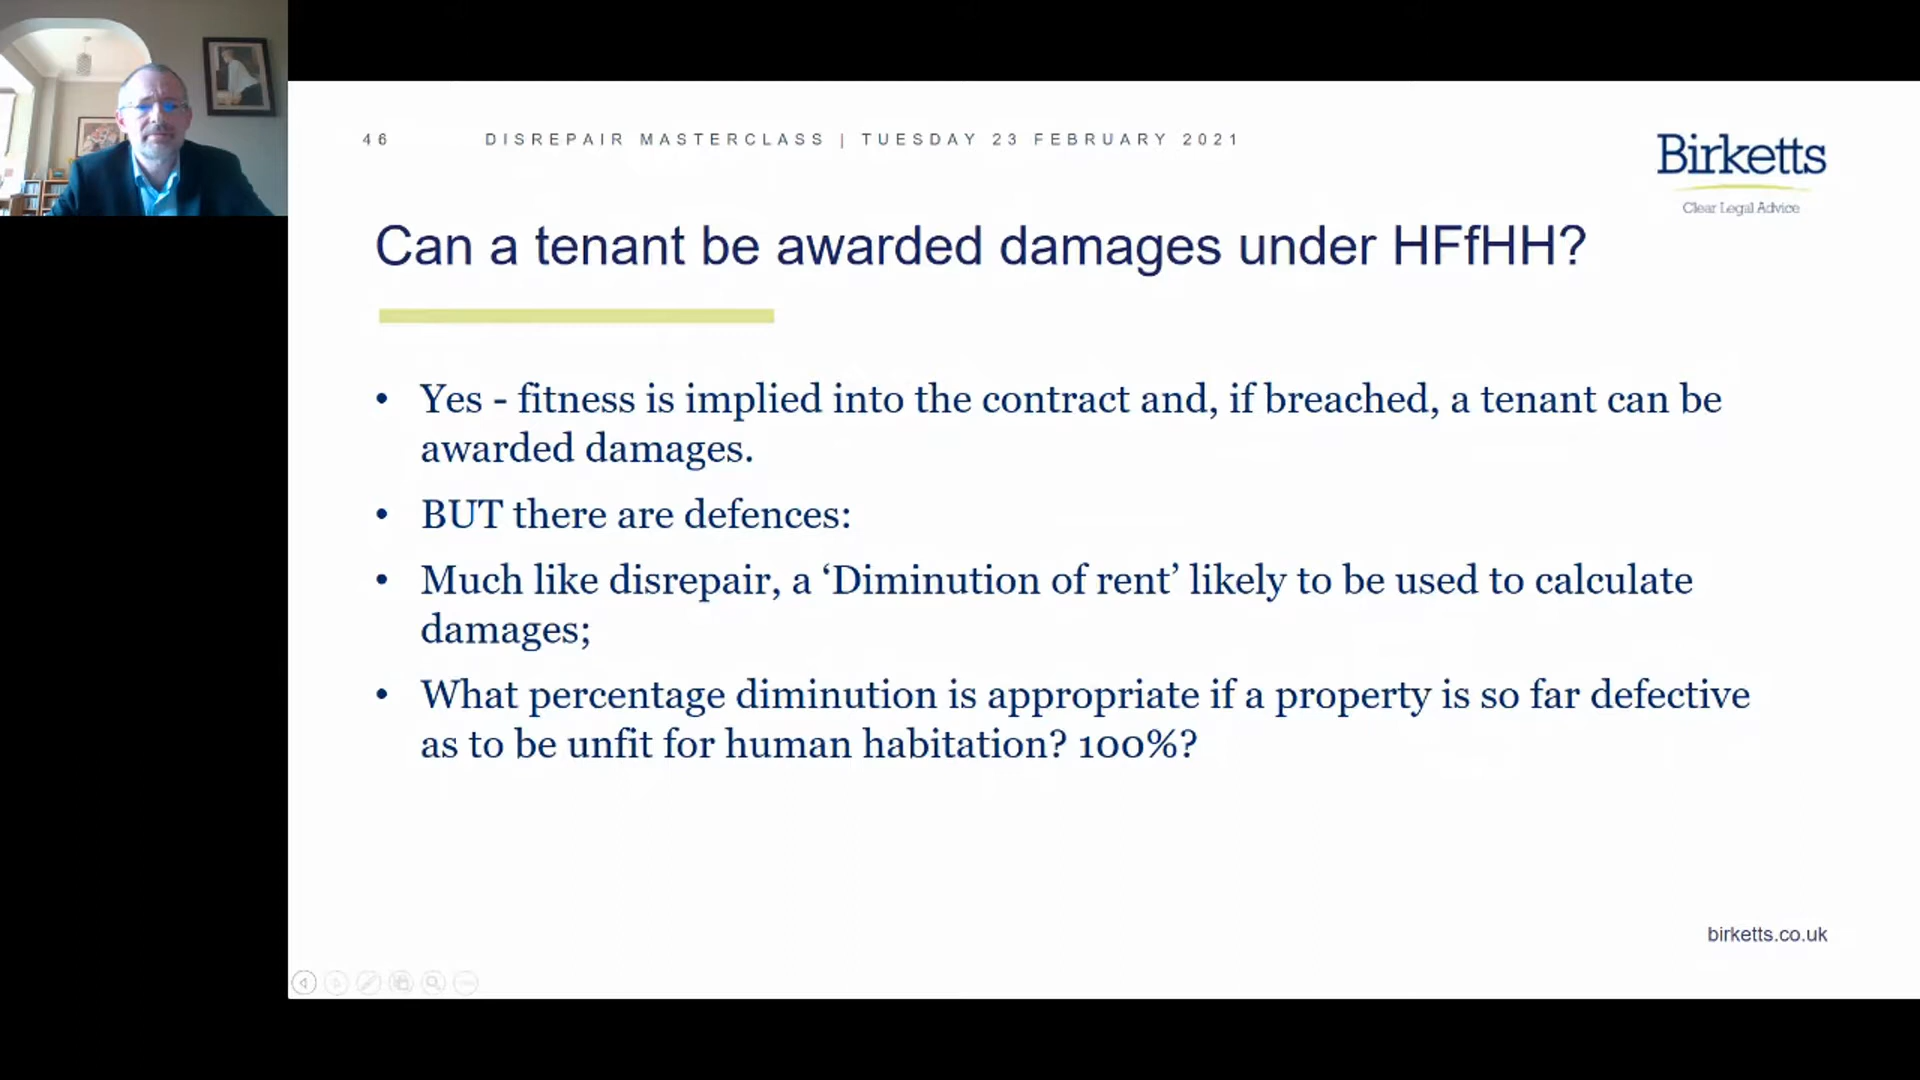 46 DISREPAIR MASTERCLASS | TUESDAY 23 FEBRUARY 2021
Birketts
Clear Legal Advice
Can a tenant be awarded damages under HFfHH?
• Yes - fitness is implied into the contract and, if breached, a tenant can be
awarded damages.
• BUT there are defences:
• Much like disrepair, a ‘Diminution of rent’ likely to be used to calculate
damages;
• What percentage diminution is appropriate if a property is so far defective
as to be unfit for human habitation? 100%?
birketts.co.uk